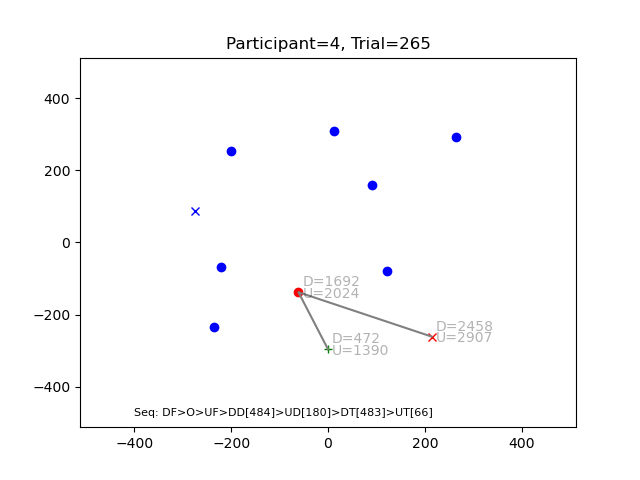 Participant=4, Trial=265
400
200
0
−200
−400
D=1692
U=2024
D=2458
U=2907
D=472
U=1390
Seq: DF>O>UF>DD[484]>UD[180]>DT[483]>UT[66]
−400 −200 0 200 400